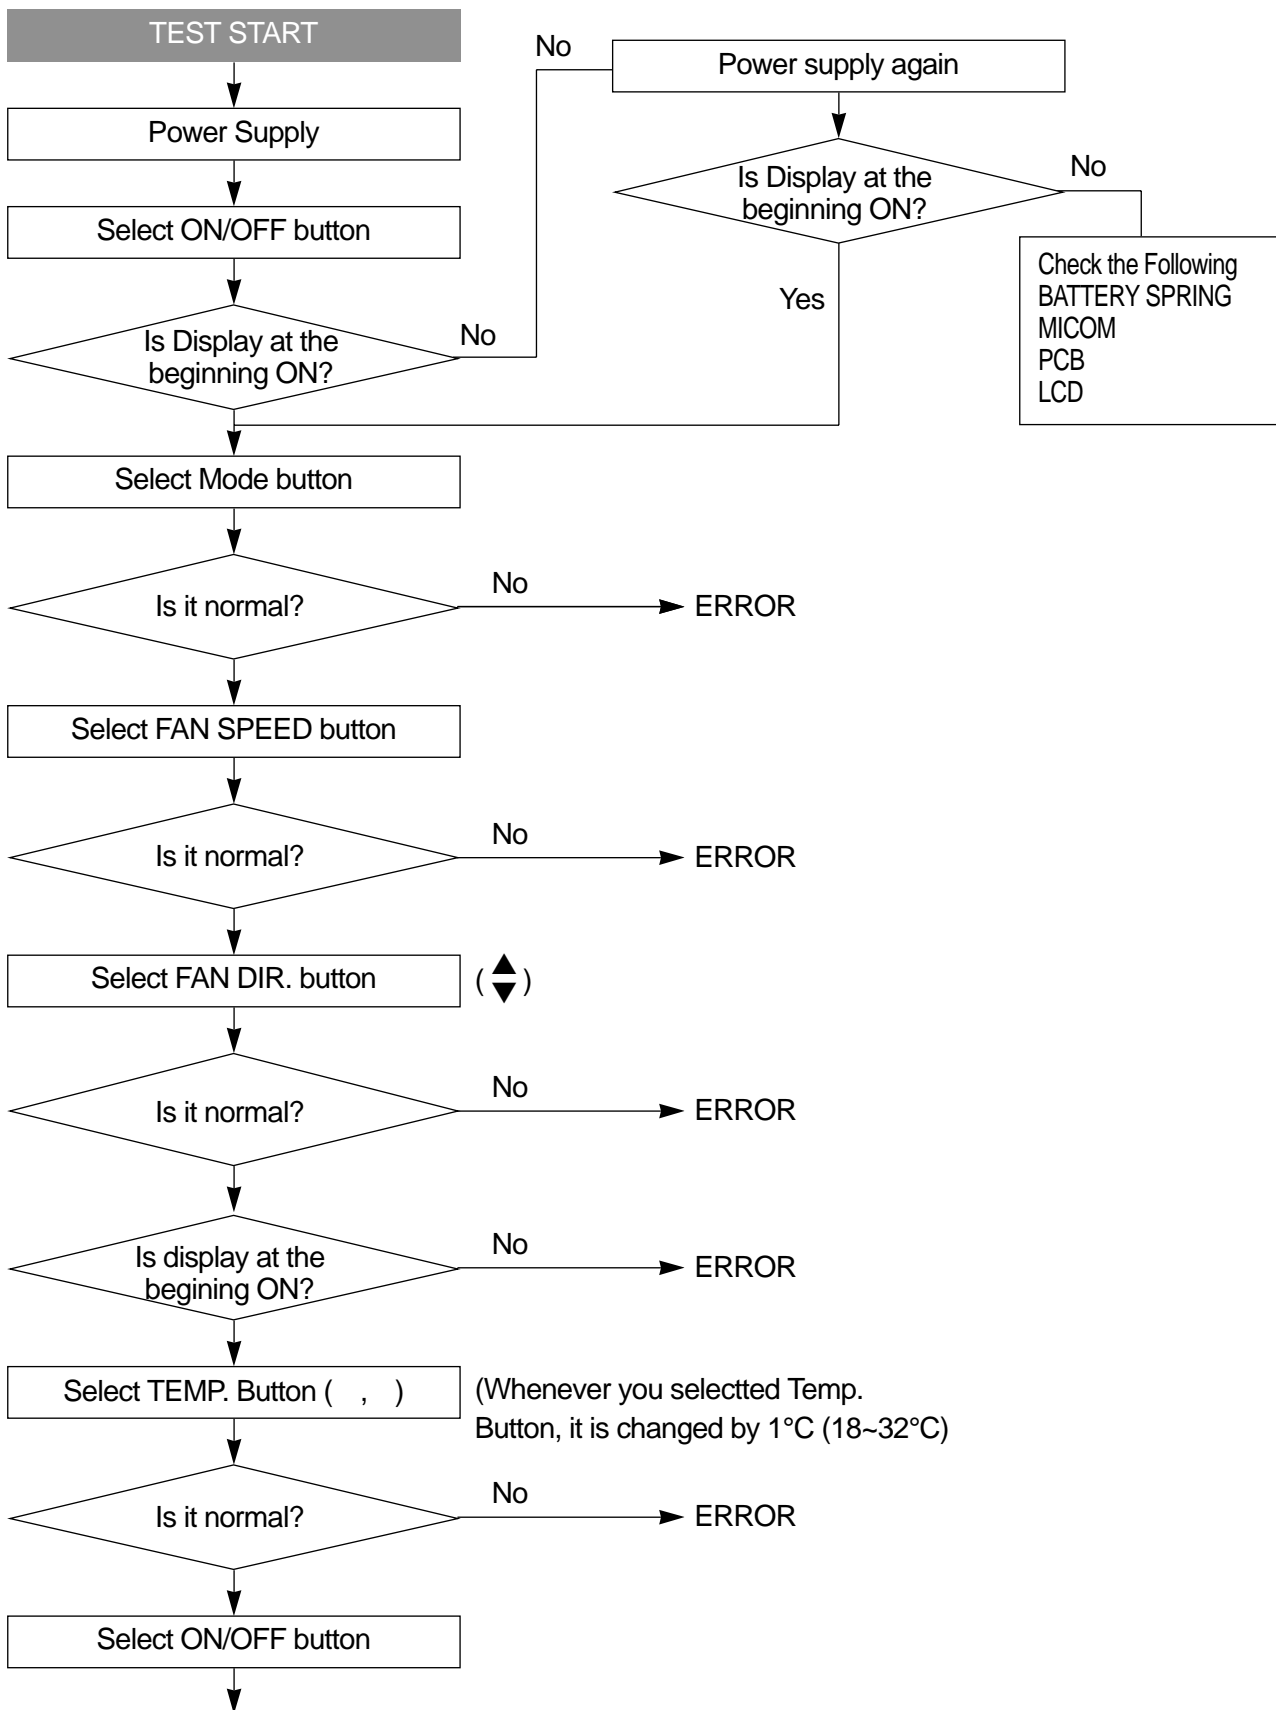 TEST START
Power Supply
Select ON/OFF button
Is Display at the
beginning ON?
No
No
Power supply again
Is Display at the
beginning ON?
No
Yes
Check the Following
BATTERY SPRING
MICOM
PCB
LCD
Select Mode button
Is it normal?
No
ERROR
Select FAN SPEED button
Is it normal?
No
ERROR
Select FAN DIR. button
(▲▼)
Is it normal?
No
ERROR
Is display at the
begining ON?
No
ERROR
Select TEMP. Button (   ,   )
(Whenever you selectted Temp.
Button, it is changed by 1°C (18~32°C)
Is it normal?
No
ERROR
Select ON/OFF button